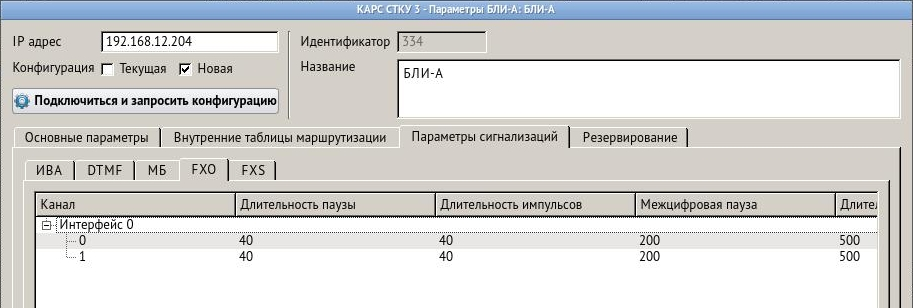 КАРС СТКУ 3 - Параметры БЛИ-А: БЛИ-А
IP адрес 192.168.12.204 Идентификатор 334
Конфигурация Текущая Новая Название БЛИ-А
Подключиться и запросить конфигурацию
Основные параметры Внутренние таблицы маршрутизации Параметры сигнализаций Резервирование
ИВА DTMF МБ FXO FXS
Канал Длительность паузы Длительность импульсов Межцифровая пауза Длител
Интерфейс 0
0 40 40 200 500
1 40 40 200 500